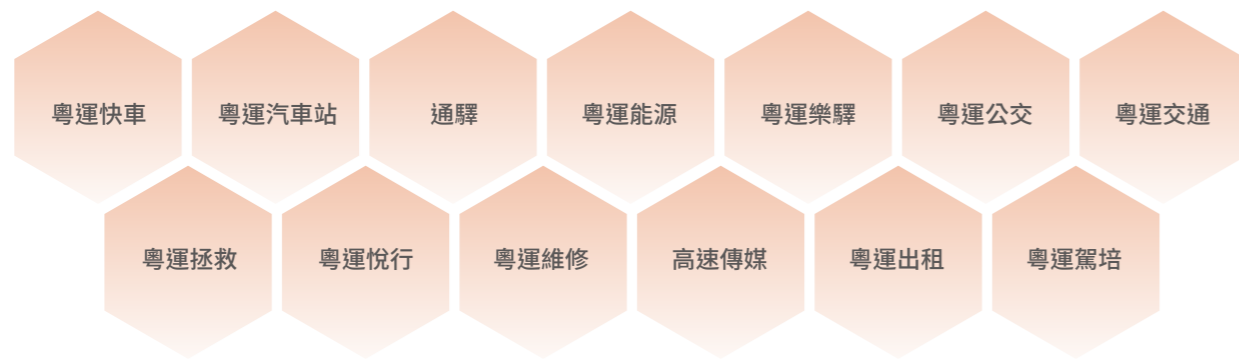 粵運快車
粵運汽車站
通驛
粵運能源
粵運樂驛
粵運公交
粵運交通
粵運拯救
粵運悅行
粵運維修
高速傳媒
粵運出租
粵運駕培